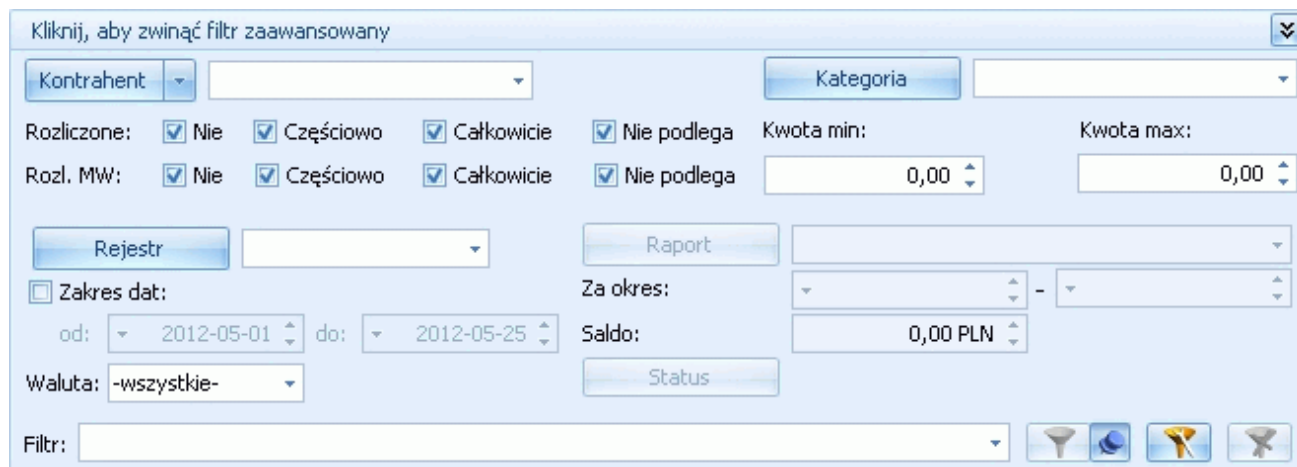 Kliknij, aby zwinąć filtr zaawansowany
Kontrahent Kategoria
Rozliczone: Nie Częściowo Całkowicie Nie podlega Kwota min: Kwota max:
Rozl. MW: Nie Częściowo Całkowicie Nie podlega 0,00 0,00
Rejestr Raport
Zakres dat: Za okres: -
od: 2012-05-01 do: 2012-05-25 Saldo: 0,00 PLN
Waluta: -wszystkie- Status
Filtr: